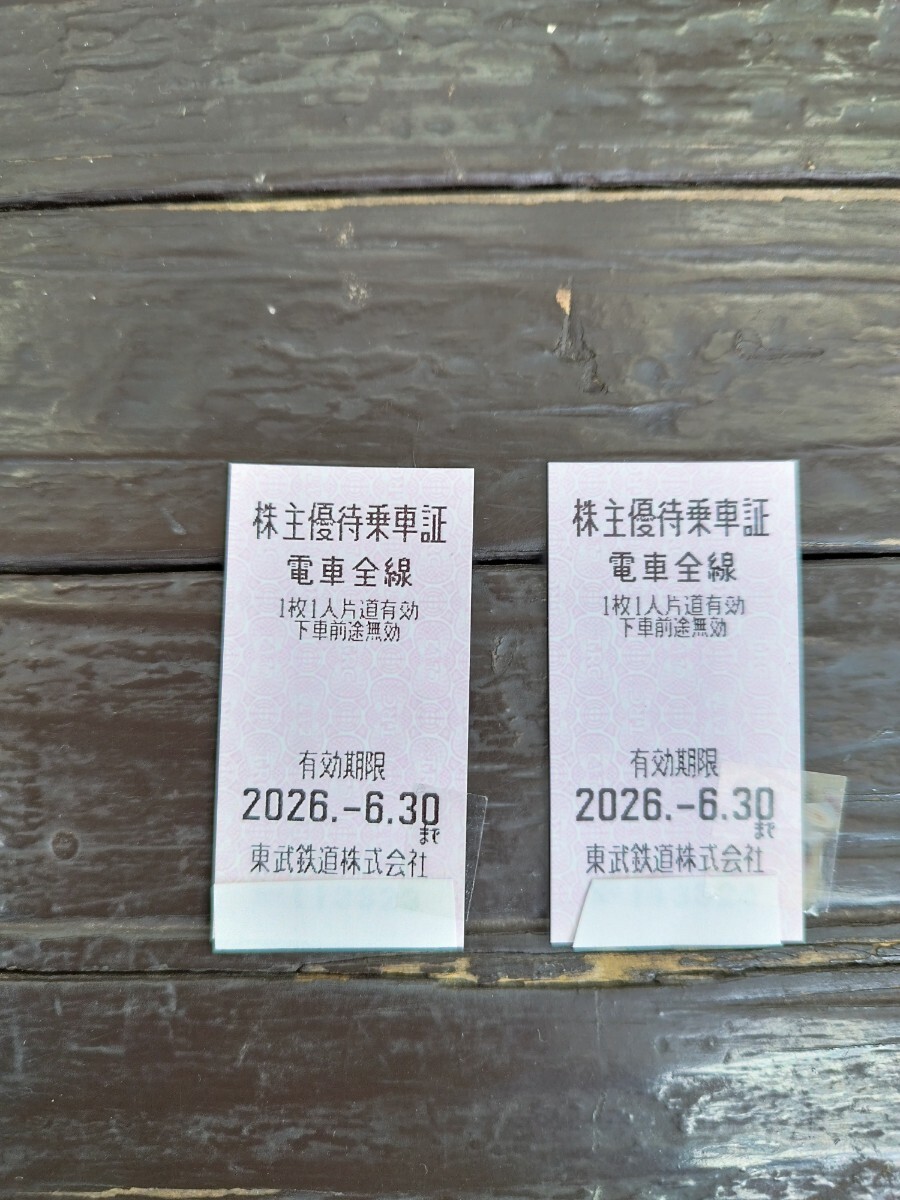 株主優待乗車証
電車全線
1枚1人片道有効
下車前途無効
有効期限
2026.-6.30
まで
東武鉄道株式会社
株主優待乗車証
電車全線
1枚1人片道有効
下車前途無効
有効期限
2026.-6.30
まで
東武鉄道株式会社